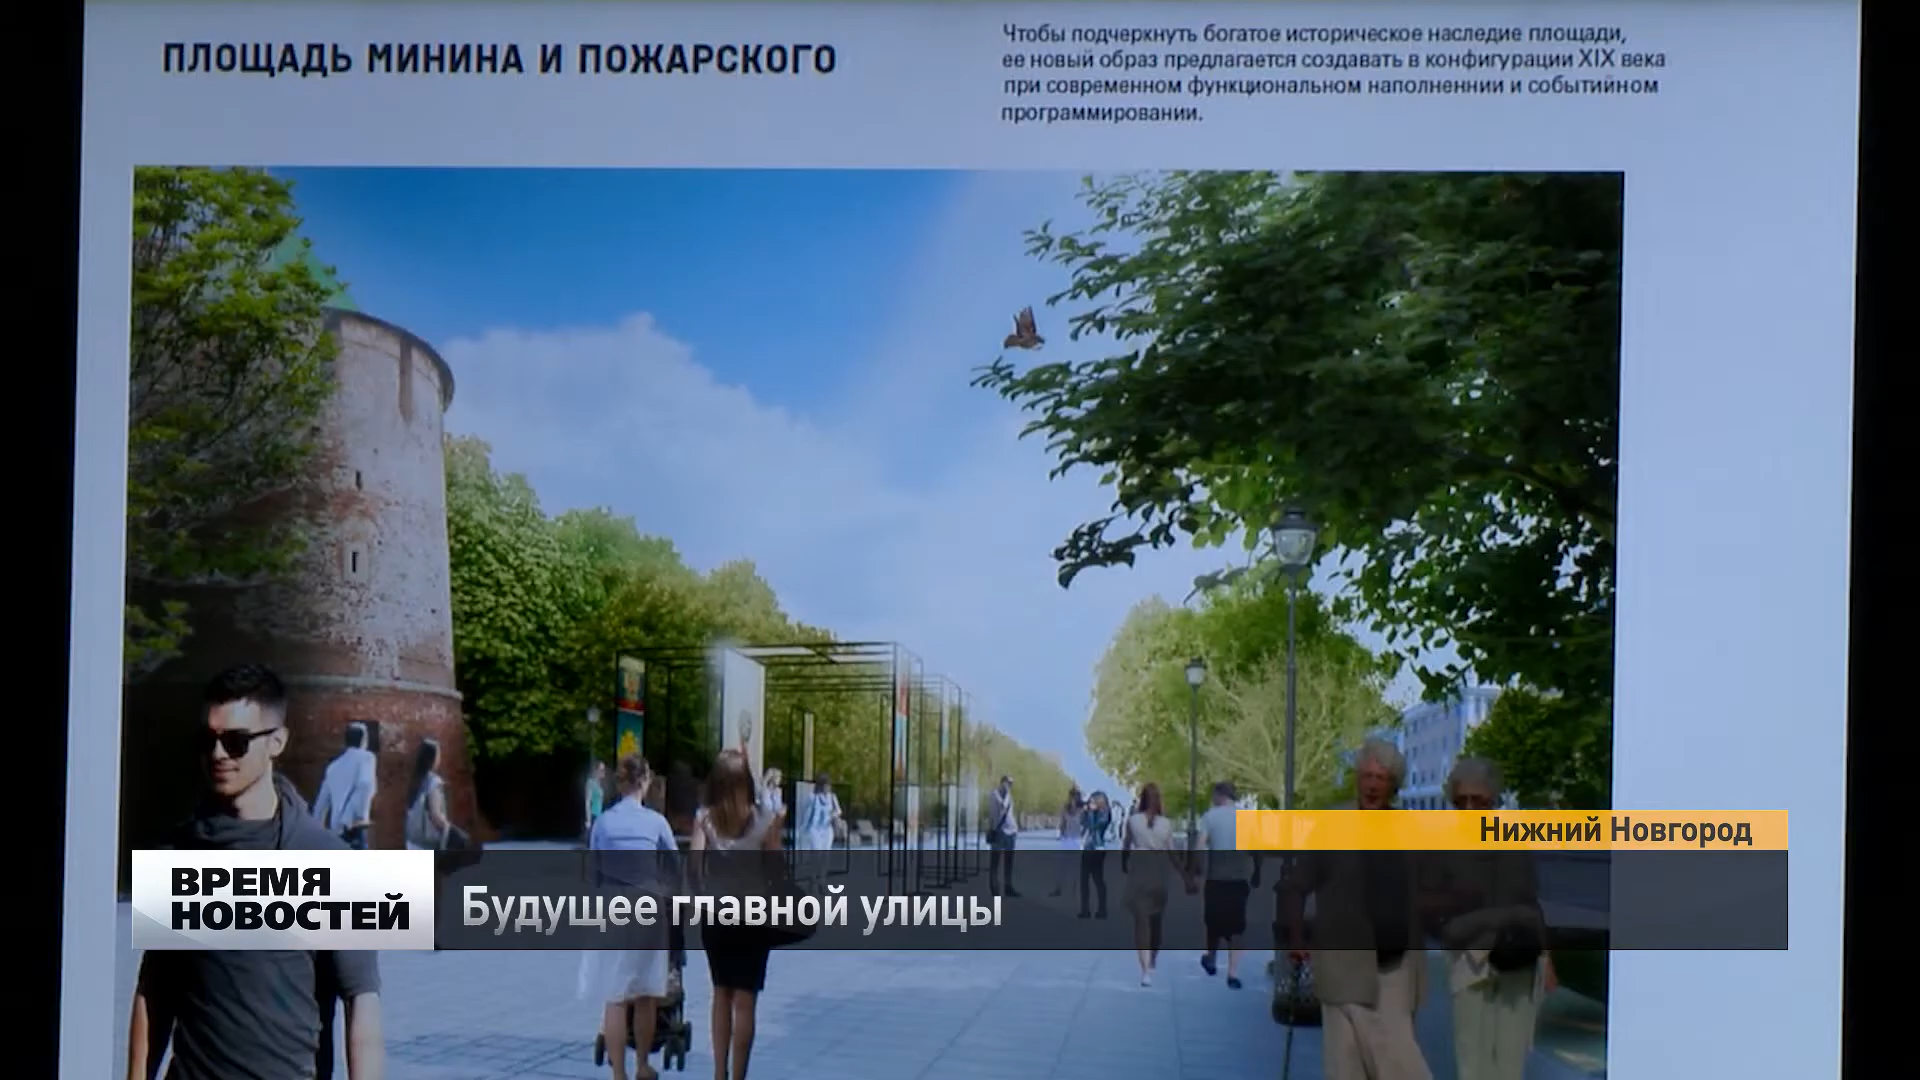 ПЛОЩАДЬ МИНИНА И ПОЖАРСКОГО
Чтобы подчеркнуть богатое историческое наследие площади,
ее новый образ предлагается создавать в конфигурации XIX века
при современном функциональном наполненнии и событийном
программировании.
Нижний Новгород
ВРЕМЯ
НОВОСТЕЙ
Будущее главной улицы